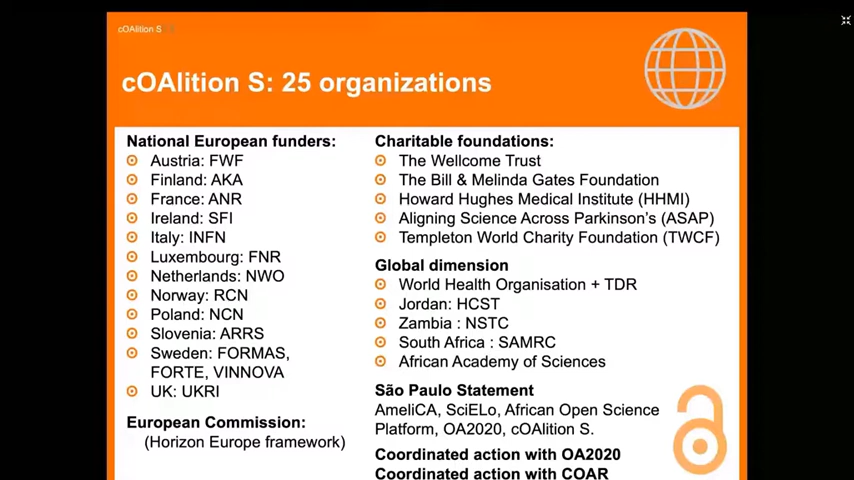 cOAlition S
cOAlition S: 25 organizations
National European funders:
Austria: FWF
Finland: AKA
France: ANR
Ireland: SFI
Italy: INFN
Luxembourg: FNR
Netherlands: NWO
Norway: RCN
Poland: NCN
Slovenia: ARRS
Sweden: FORMAS,
FORTE, VINNOVA
UK: UKRI
European Commission:
(Horizon Europe framework)
Charitable foundations:
The Wellcome Trust
The Bill & Melinda Gates Foundation
Howard Hughes Medical Institute (HHMI)
Aligning Science Across Parkinson's (ASAP)
Templeton World Charity Foundation (TWCF)
Global dimension
World Health Organisation + TDR
Jordan: HCST
Zambia : NSTC
South Africa : SAMRC
African Academy of Sciences
São Paulo Statement
AmeliCA, SciELo, African Open Science
Platform, OA2020, cOAlition S.
Coordinated action with OA2020
Coordinated action with COAR